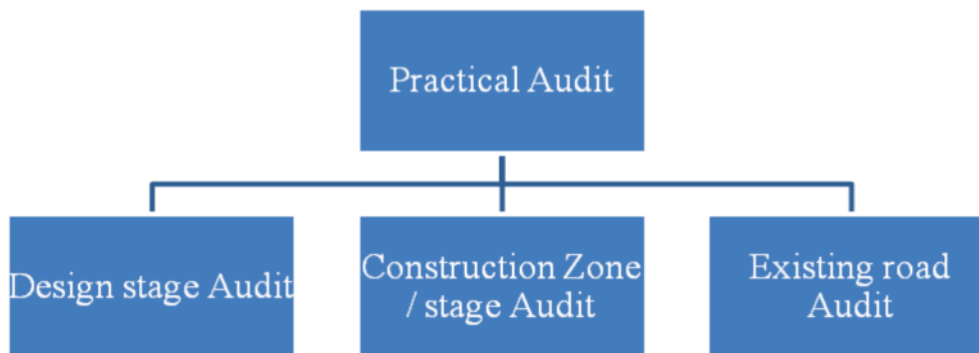 Practical Audit
Design stage Audit
Construction Zone
/ stage Audit
Existing road
Audit